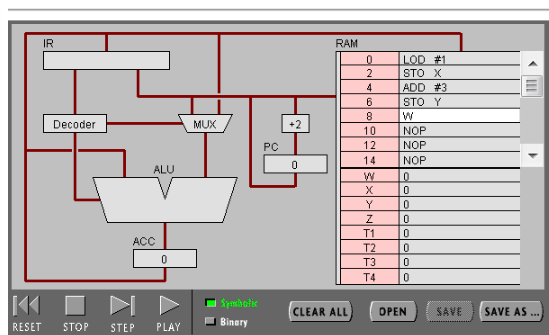 IR
RAM
0 LOD #1
2 STO X
4 ADD #3
6 STO Y
8 W
10 NOP
12 NOP
14 NOP
W 0
X 0
Y 0
Z 0
T1 0
T2 0
T3 0
T4 0
Decoder
MUX
+2
PC
0
ALU
ACC
0
RESET
STOP
STEP
PLAY
Symbolic
Binary
CLEAR ALL
OPEN
SAVE
SAVE AS ...